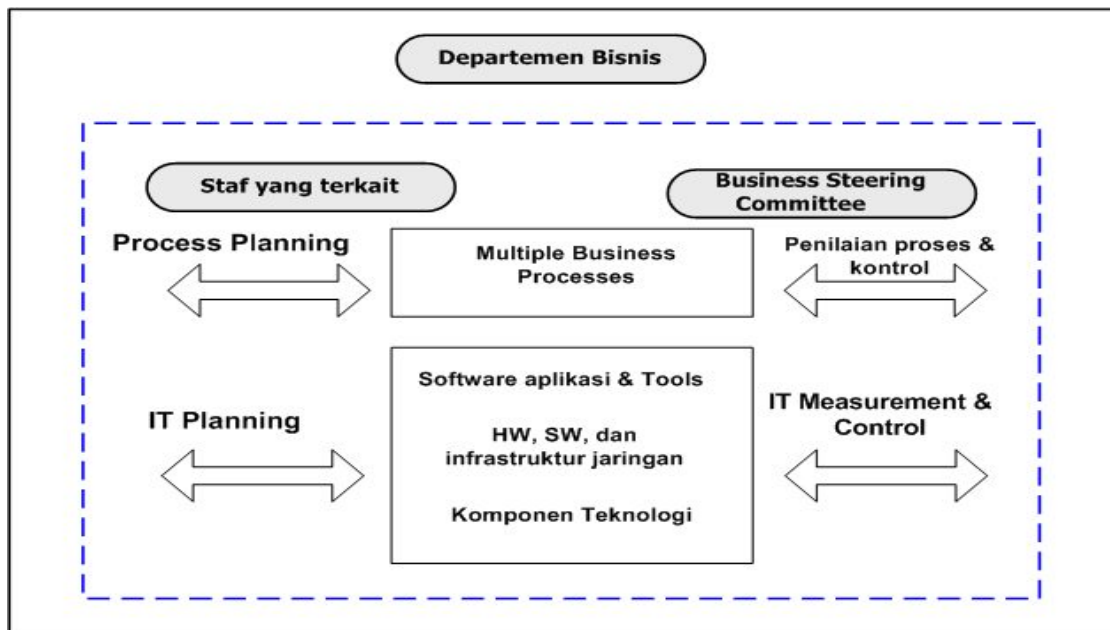 Departemen Bisnis
Staf yang terkait
Business Steering
Committee
Process Planning
Multiple Business
Processes
Penilaian proses &
kontrol
Software aplikasi & Tools
IT Planning
HW, SW, dan
infrastruktur jaringan
IT Measurement &
Control
Komponen Teknologi